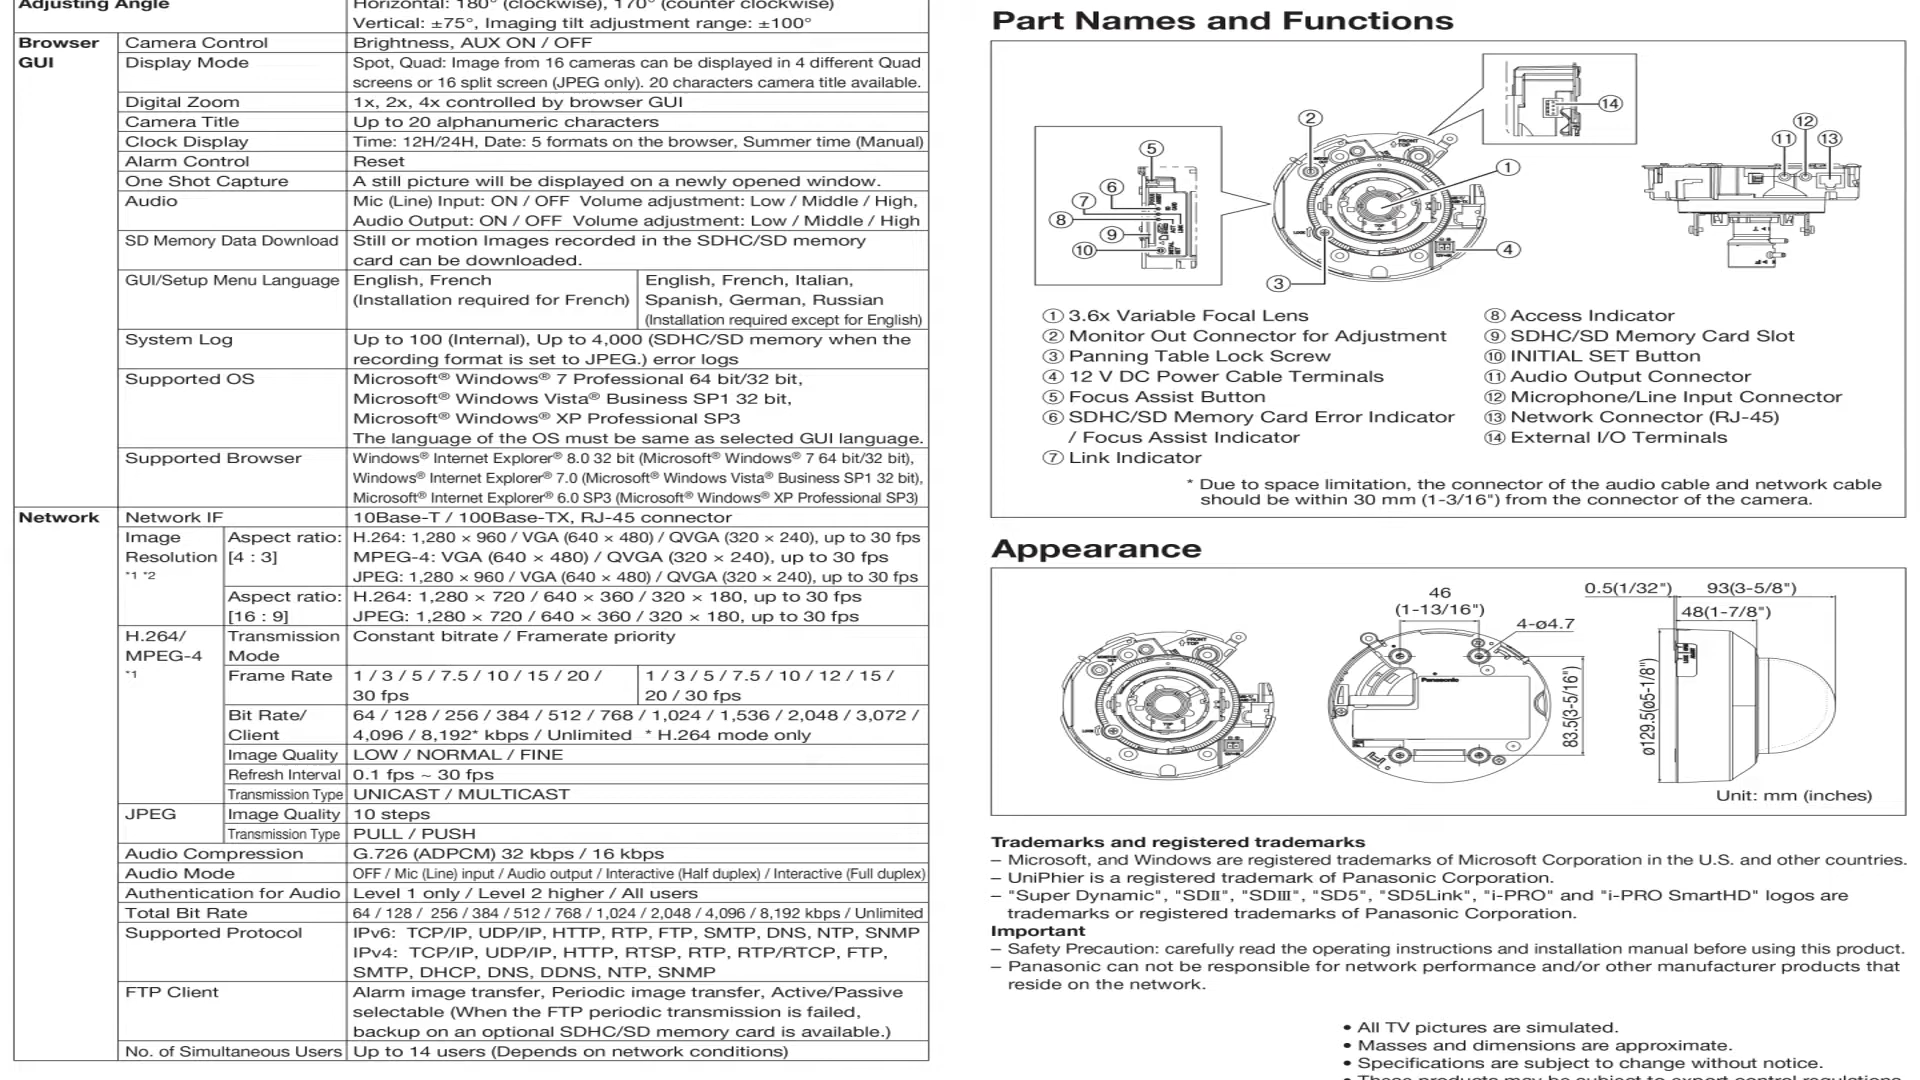 Adjusting Angle Horizontal: 180° (clockwise), 170° (counter clockwise)
Vertical: ±75°, Imaging tilt adjustment range: ±100°
Browser GUI
Camera Control Brightness, AUX ON / OFF
Display Mode Spot, Quad: Image from 16 cameras can be displayed in 4 different Quad
screens or 16 split screen (JPEG only). 20 characters camera title available.
Digital Zoom 1x, 2x, 4x controlled by browser GUI
Camera Title Up to 20 alphanumeric characters
Clock Display Time: 12H/24H, Date: 5 formats on the browser, Summer time (Manual)
Alarm Control Reset
One Shot Capture A still picture will be displayed on a newly opened window.
Audio Mic (Line) Input: ON / OFF Volume adjustment: Low / Middle / High,
Audio Output: ON / OFF Volume adjustment: Low / Middle / High
SD Memory Data Download Still or motion Images recorded in the SDHC/SD memory
card can be downloaded.
GUI/Setup Menu Language English, French
(Installation required for French)
English, French, Italian,
Spanish, German, Russian
(Installation required except for English)
System Log Up to 100 (Internal), Up to 4,000 (SDHC/SD memory when the
recording format is set to JPEG.) error logs
Supported OS Microsoft® Windows® 7 Professional 64 bit/32 bit,
Microsoft® Windows Vista® Business SP1 32 bit,
Microsoft® Windows® XP Professional SP3
The language of the OS must be same as selected GUI language.
Supported Browser Windows® Internet Explorer® 8.0 32 bit (Microsoft® Windows® 7 64 bit/32 bit),
Windows® Internet Explorer® 7.0 (Microsoft® Windows Vista® Business SP1 32 bit),
Microsoft® Internet Explorer® 6.0 SP3 (Microsoft® Windows® XP Professional SP3)
Network
Network IF 10Base-T / 100Base-TX, RJ-45 connector
Image Resolution *1 *2
Aspect ratio: [4 : 3]
H.264: 1,280 × 960 / VGA (640 × 480) / QVGA (320 × 240), up to 30 fps
MPEG-4: VGA (640 × 480) / QVGA (320 × 240), up to 30 fps
JPEG: 1,280 × 960 / VGA (640 × 480) / QVGA (320 × 240), up to 30 fps
Aspect ratio: [16 : 9]
H.264: 1,280 × 720 / 640 × 360 / 320 × 180, up to 30 fps
JPEG: 1,280 × 720 / 640 × 360 / 320 × 180, up to 30 fps
H.264/ MPEG-4 *1
Transmission Mode Constant bitrate / Framerate priority
Frame Rate 1 / 3 / 5 / 7.5 / 10 / 15 / 20 /
30 fps
1 / 3 / 5 / 7.5 / 10 / 12 / 15 /
20 / 30 fps
Bit Rate/ Client 64 / 128 / 256 / 384 / 512 / 768 / 1,024 / 1,536 / 2,048 / 3,072 /
4,096 / 8,192* kbps / Unlimited * H.264 mode only
Image Quality LOW / NORMAL / FINE
Refresh Interval 0.1 fps ~ 30 fps
Transmission Type UNICAST / MULTICAST
JPEG Image Quality 10 steps
Transmission Type PULL / PUSH
Audio Compression G.726 (ADPCM) 32 kbps / 16 kbps
Audio Mode OFF / Mic (Line) input / Audio output / Interactive (Half duplex) / Interactive (Full duplex)
Authentication for Audio Level 1 only / Level 2 higher / All users
Total Bit Rate 64 / 128 / 256 / 384 / 512 / 768 / 1,024 / 2,048 / 4,096 / 8,192 kbps / Unlimited
Supported Protocol IPv6: TCP/IP, UDP/IP, HTTP, RTP, FTP, SMTP, DNS, NTP, SNMP
IPv4: TCP/IP, UDP/IP, HTTP, RTSP, RTP, RTP/RTCP, FTP,
SMTP, DHCP, DNS, DDNS, NTP, SNMP
FTP Client Alarm image transfer, Periodic image transfer, Active/Passive
selectable (When the FTP periodic transmission is failed,
backup on an optional SDHC/SD memory card is available.)
No. of Simultaneous Users Up to 14 users (Depends on network conditions)
Part Names and Functions
⑤ ⑥ ⑦ ⑧ ⑨ ⑩
② ① ④ ③ ⑭
⑫ ⑪ ⑬
① 3.6x Variable Focal Lens
② Monitor Out Connector for Adjustment
③ Panning Table Lock Screw
④ 12 V DC Power Cable Terminals
⑤ Focus Assist Button
⑥ SDHC/SD Memory Card Error Indicator
/ Focus Assist Indicator
⑦ Link Indicator
⑧ Access Indicator
⑨ SDHC/SD Memory Card Slot
⑩ INITIAL SET Button
⑪ Audio Output Connector
⑫ Microphone/Line Input Connector
⑬ Network Connector (RJ-45)
⑭ External I/O Terminals
* Due to space limitation, the connector of the audio cable and network cable
should be within 30 mm (1-3/16") from the connector of the camera.
Appearance
FRONT
TOP
LOCK
46
(1-13/16")
4-ø4.7
Panasonic
83.5(3-5/16")
0.5(1/32") 93(3-5/8")
48(1-7/8")
ø129.5(ø5-1/8")
Unit: mm (inches)
Trademarks and registered trademarks
– Microsoft, and Windows are registered trademarks of Microsoft Corporation in the U.S. and other countries.
– UniPhier is a registered trademark of Panasonic Corporation.
– "Super Dynamic", "SDⅡ", "SDⅢ", "SD5", "SD5Link", "i-PRO" and "i-PRO SmartHD" logos are
trademarks or registered trademarks of Panasonic Corporation.
Important
– Safety Precaution: carefully read the operating instructions and installation manual before using this product.
– Panasonic can not be responsible for network performance and/or other manufacturer products that
reside on the network.
• All TV pictures are simulated.
• Masses and dimensions are approximate.
• Specifications are subject to change without notice.
• These products may be subject to export control regulations.